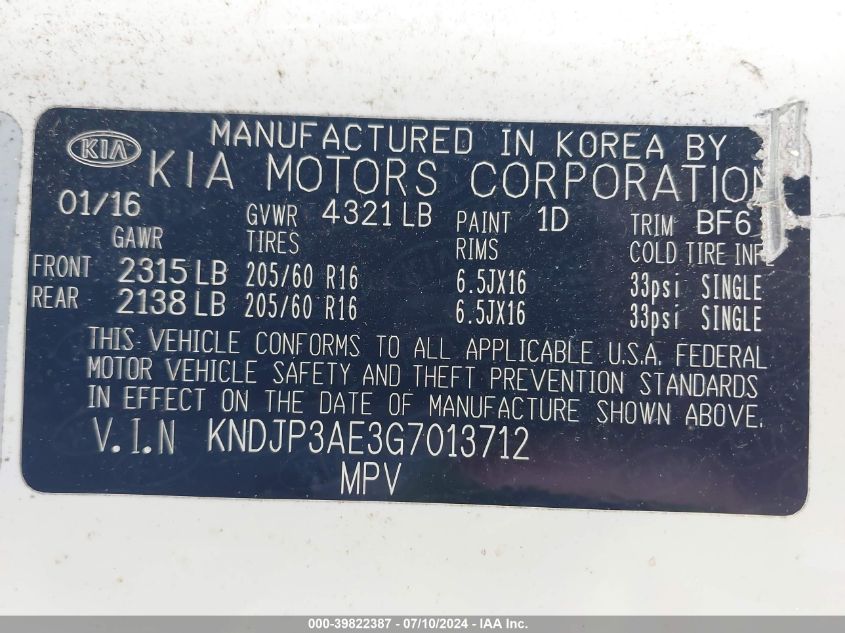 MANUFACTURED IN KOREA BY
KIA KIA MOTORS CORPORATION
01/16 GVWR 4321 LB PAINT 1D TRIM BF6
GAWR TIRES RIMS COLD TIRE INFL
FRONT 2315 LB 205/60 R16 6.5JX16 33psi SINGLE
REAR 2138 LB 205/60 R16 6.5JX16 33psi SINGLE
THIS VEHICLE CONFORMS TO ALL APPLICABLE U.S.A. FEDERAL
MOTOR VEHICLE SAFETY AND THEFT PREVENTION STANDARDS
IN EFFECT ON THE DATE OF MANUFACTURE SHOWN ABOVE.
V.I.N KNDJP3AE3G7013712
MPV
000-39822387 - 07/10/2024 - IAA Inc.